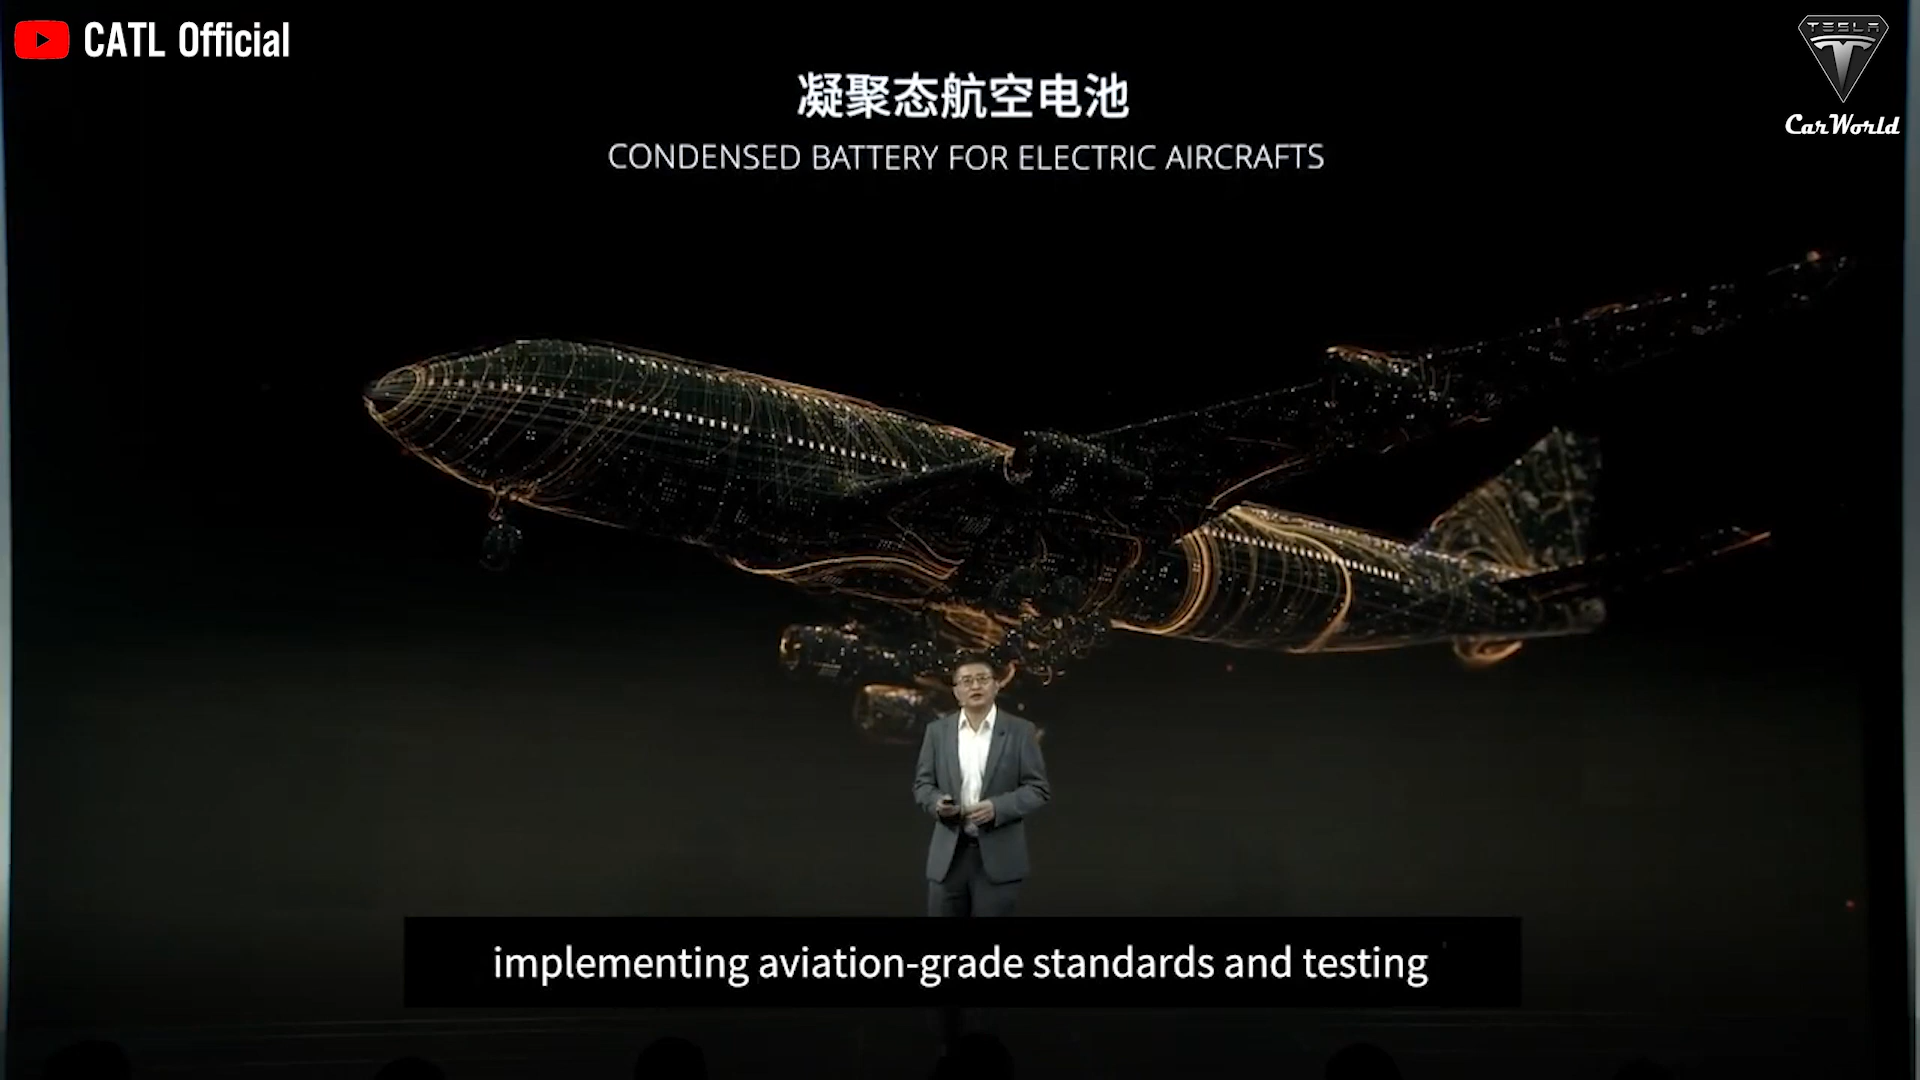 CATL Official
TESLA
CarWorld
凝聚态航空电池
CONDENSED BATTERY FOR ELECTRIC AIRCRAFTS
implementing aviation-grade standards and testing